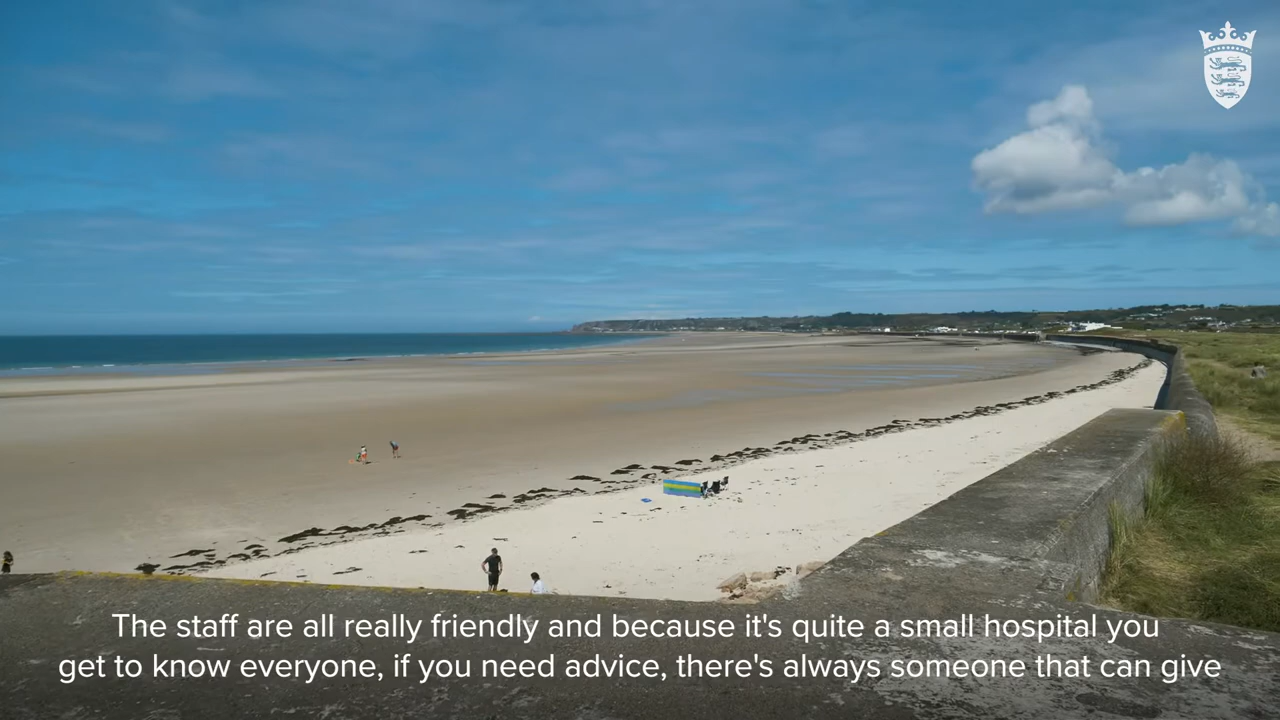 The staff are all really friendly and because it's quite a small hospital you
get to know everyone, if you need advice, there's always someone that can give